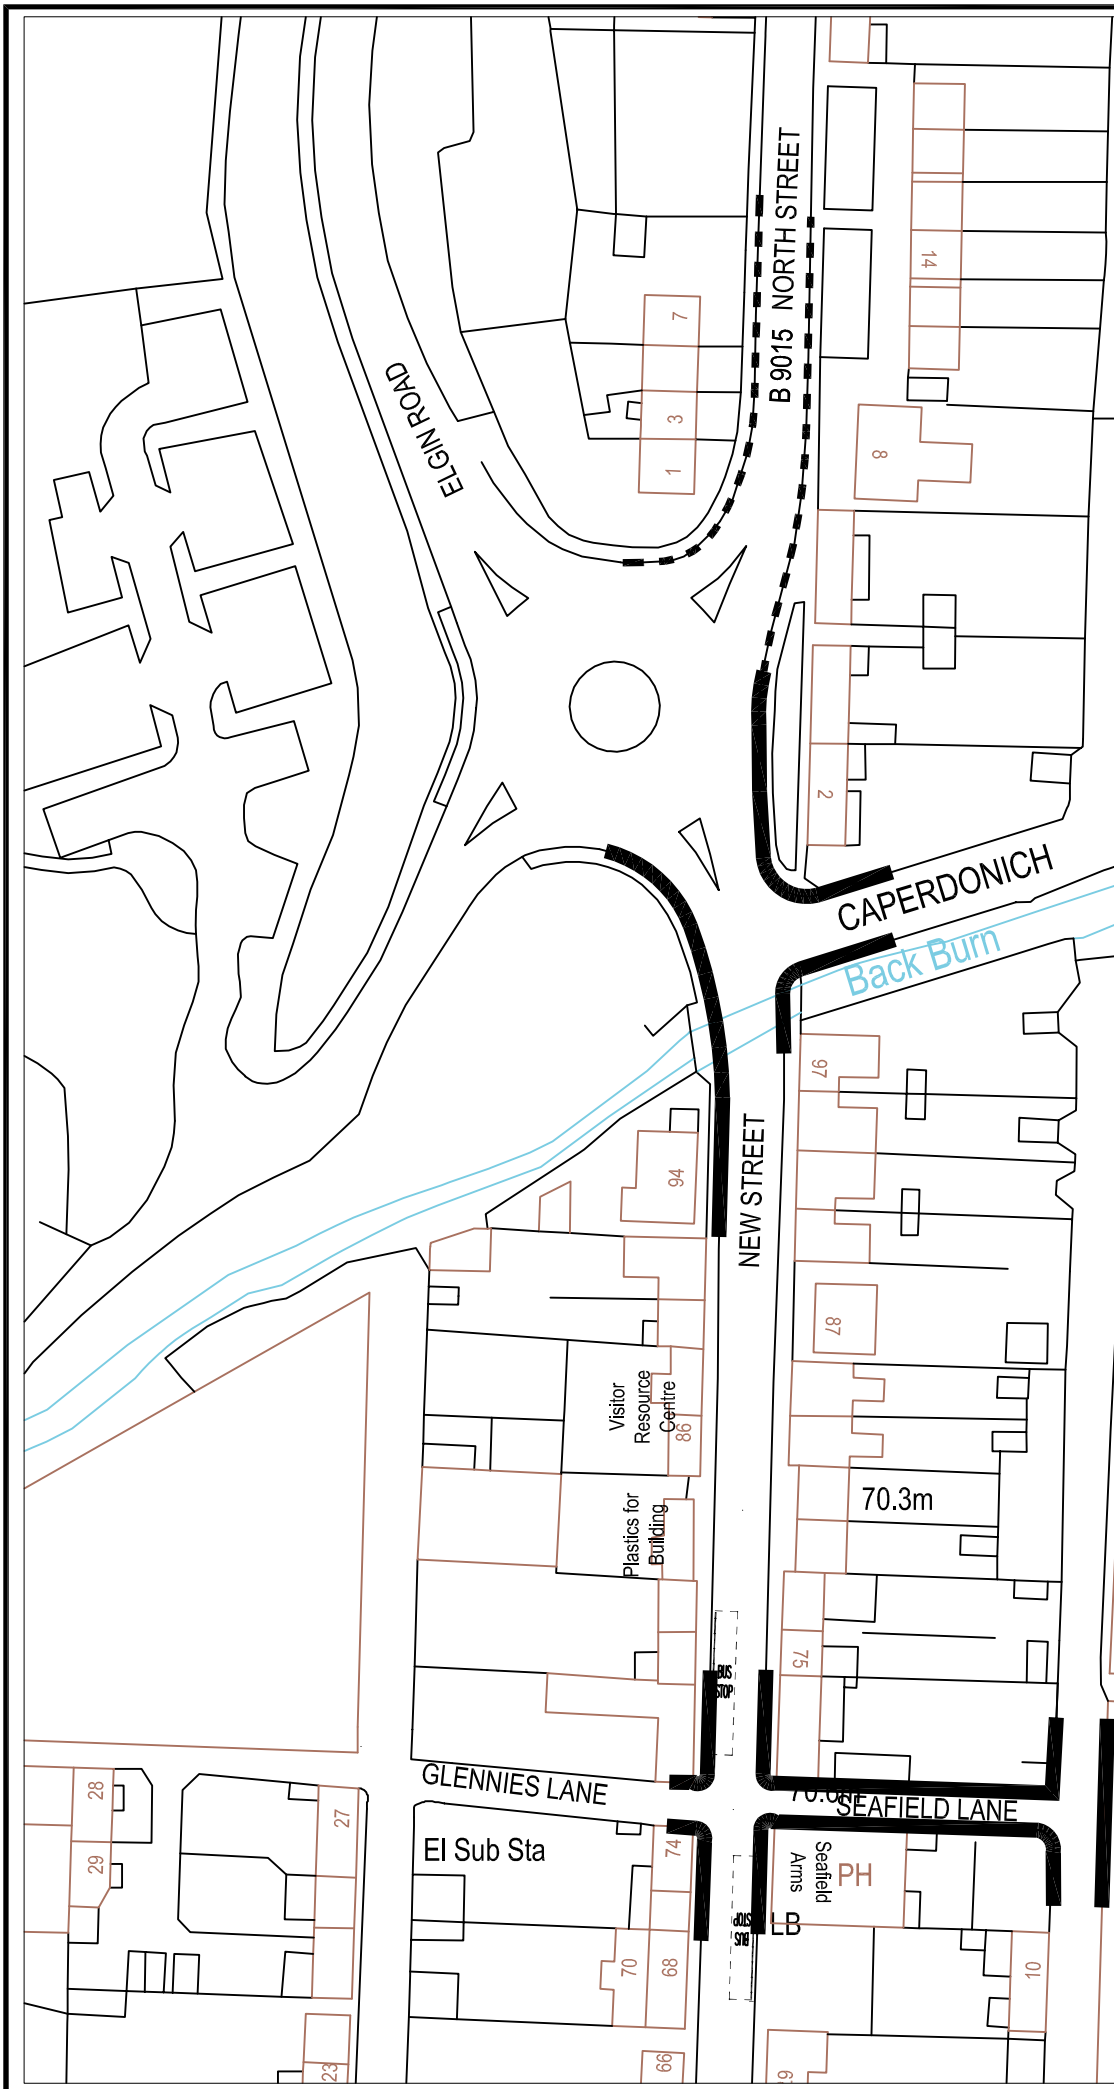 B 9015 NORTH STREET
14
7
ELGIN ROAD
3
8
1
2
CAPERDONICH
Back Burn
97
NEW STREET
94
87
Visitor
Resource
Centre
86
70.3m
Plastics for
Building
75
BUS
STOP
GLENNIES LANE
SEAFIELD LANE
28
27
El Sub Sta
74
Seafield
Arms
PH
29
BUS
STOP
LB
70
68
10
66
23